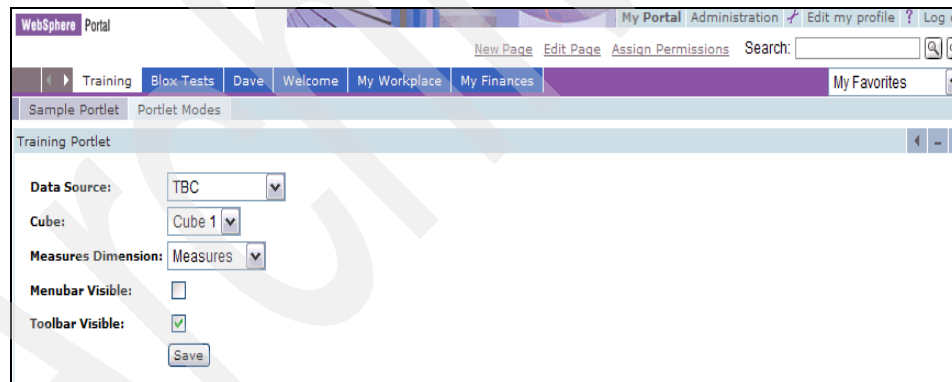 WebSphere Portal
My Portal Administration Edit my profile ? Log
New Page Edit Page Assign Permissions Search:
Training Blox Tests Dave Welcome My Workplace My Finances My Favorites
Sample Portlet Portlet Modes
Training Portlet
Data Source: TBC
Cube: Cube 1
Measures Dimension: Measures
Menubar Visible:
Toolbar Visible:
Save